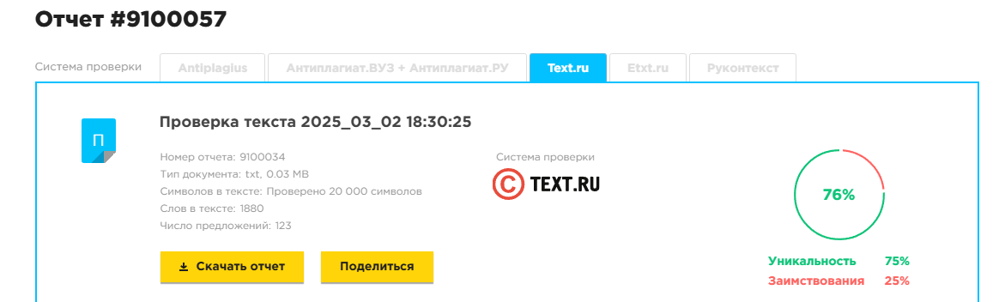 Отчет #9100057
Система проверки
Antiplagius
Антиплагиат.ВУЗ + Антиплагиат.РУ
Text.ru
Etxt.ru
Руконтекст
П
Проверка текста 2025_03_02 18:30:25
Номер отчета: 9100034
Тип документа: txt, 0.03 MB
Символов в тексте: Проверено 20 000 символов
Слов в тексте: 1880
Число предложений: 123
Система проверки
© TEXT.RU
76%
Уникальность 75%
Заимствования 25%
Скачать отчет
Поделиться